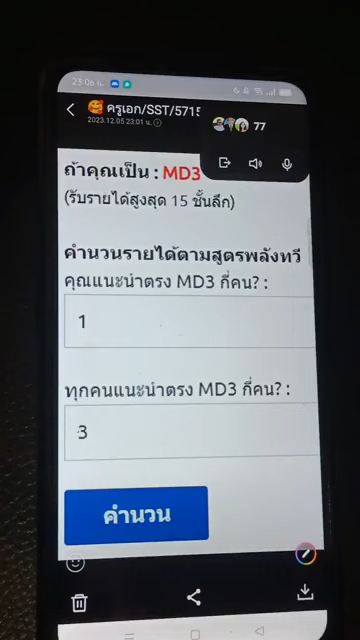 23:06 น.
ครูเอก/SST/5715
2023.12.05 23:01 น.
77
ถ้าคุณเป็น : MD3
(รับรายได้สูงสุด 15 ชั้นลึก)
คำนวนรายได้ตามสูตรพลังทวี
คุณแนะนำตรง MD3 กี่คน? :
1
ทุกคนแนะนำตรง MD3 กี่คน? :
3
คำนวน